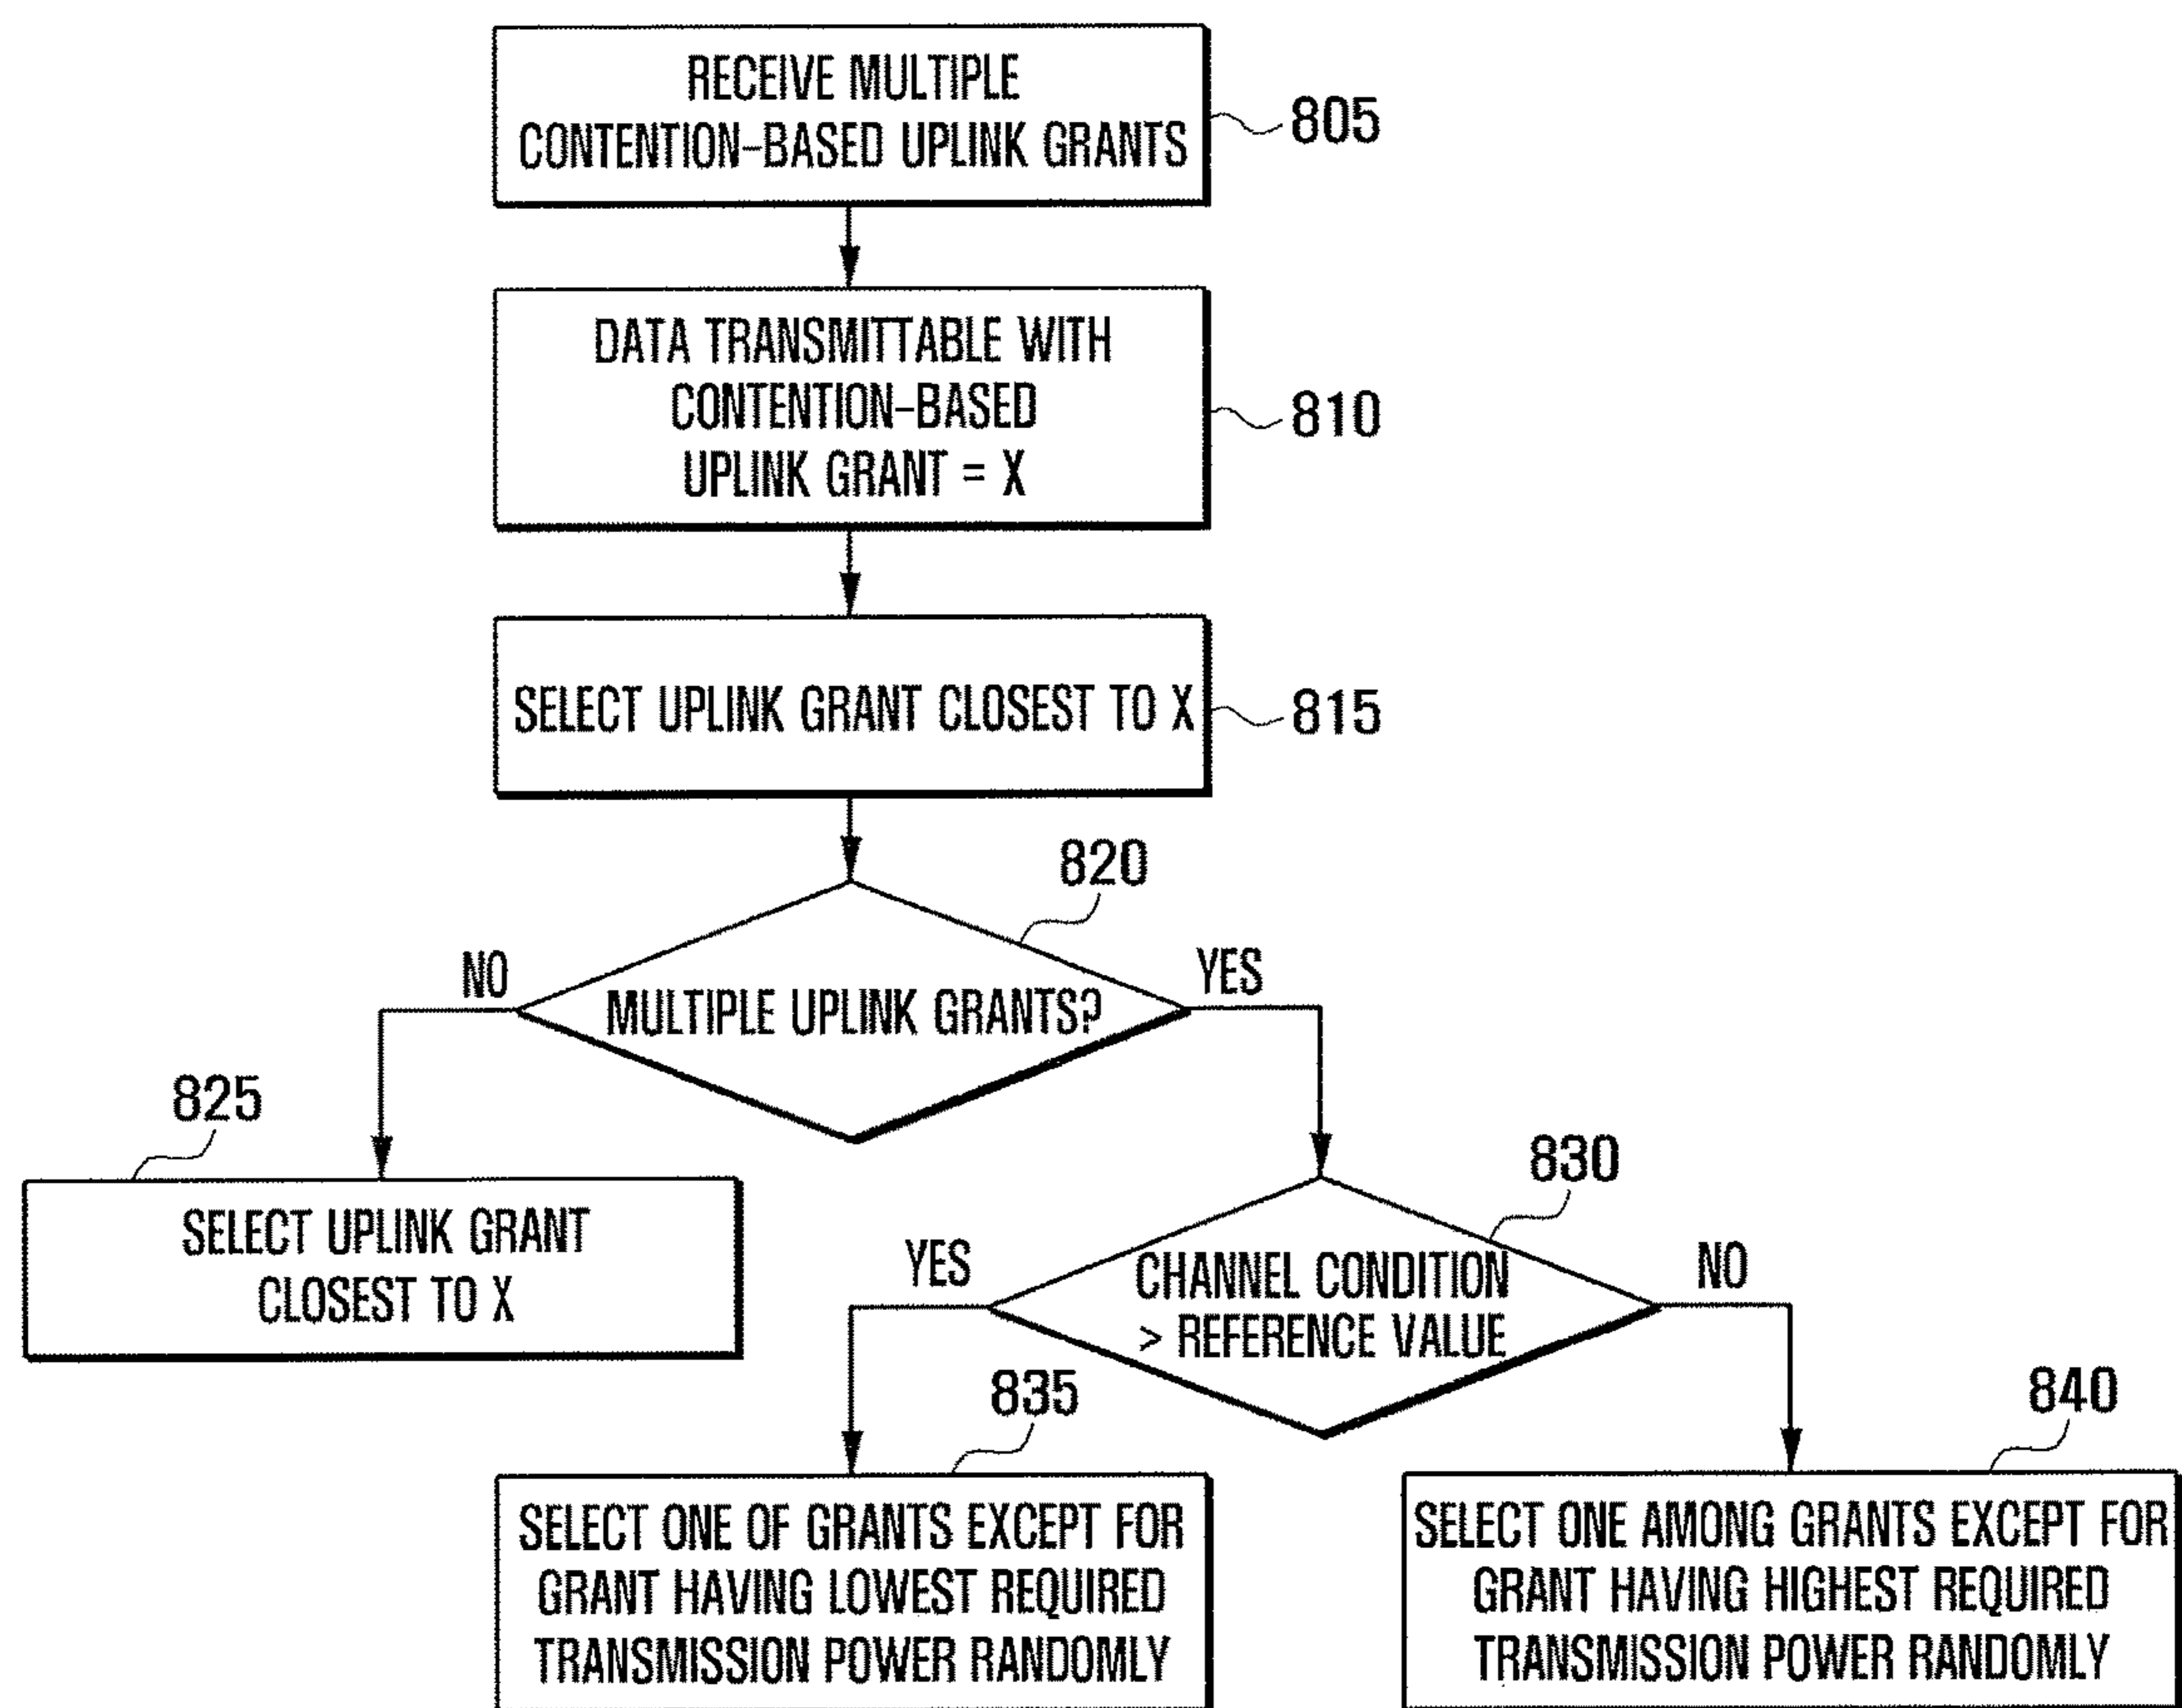 RECEIVE MULTIPLE
CONTENTION-BASED UPLINK GRANTS
805
DATA TRANSMITTABLE WITH
CONTENTION-BASED
UPLINK GRANT = X
810
SELECT UPLINK GRANT CLOSEST TO X
815
820
NO
YES
MULTIPLE UPLINK GRANTS?
825
SELECT UPLINK GRANT
CLOSEST TO X
830
YES
NO
CHANNEL CONDITION
> REFERENCE VALUE
835
SELECT ONE OF GRANTS EXCEPT FOR
GRANT HAVING LOWEST REQUIRED
TRANSMISSION POWER RANDOMLY
840
SELECT ONE AMONG GRANTS EXCEPT FOR
GRANT HAVING HIGHEST REQUIRED
TRANSMISSION POWER RANDOMLY